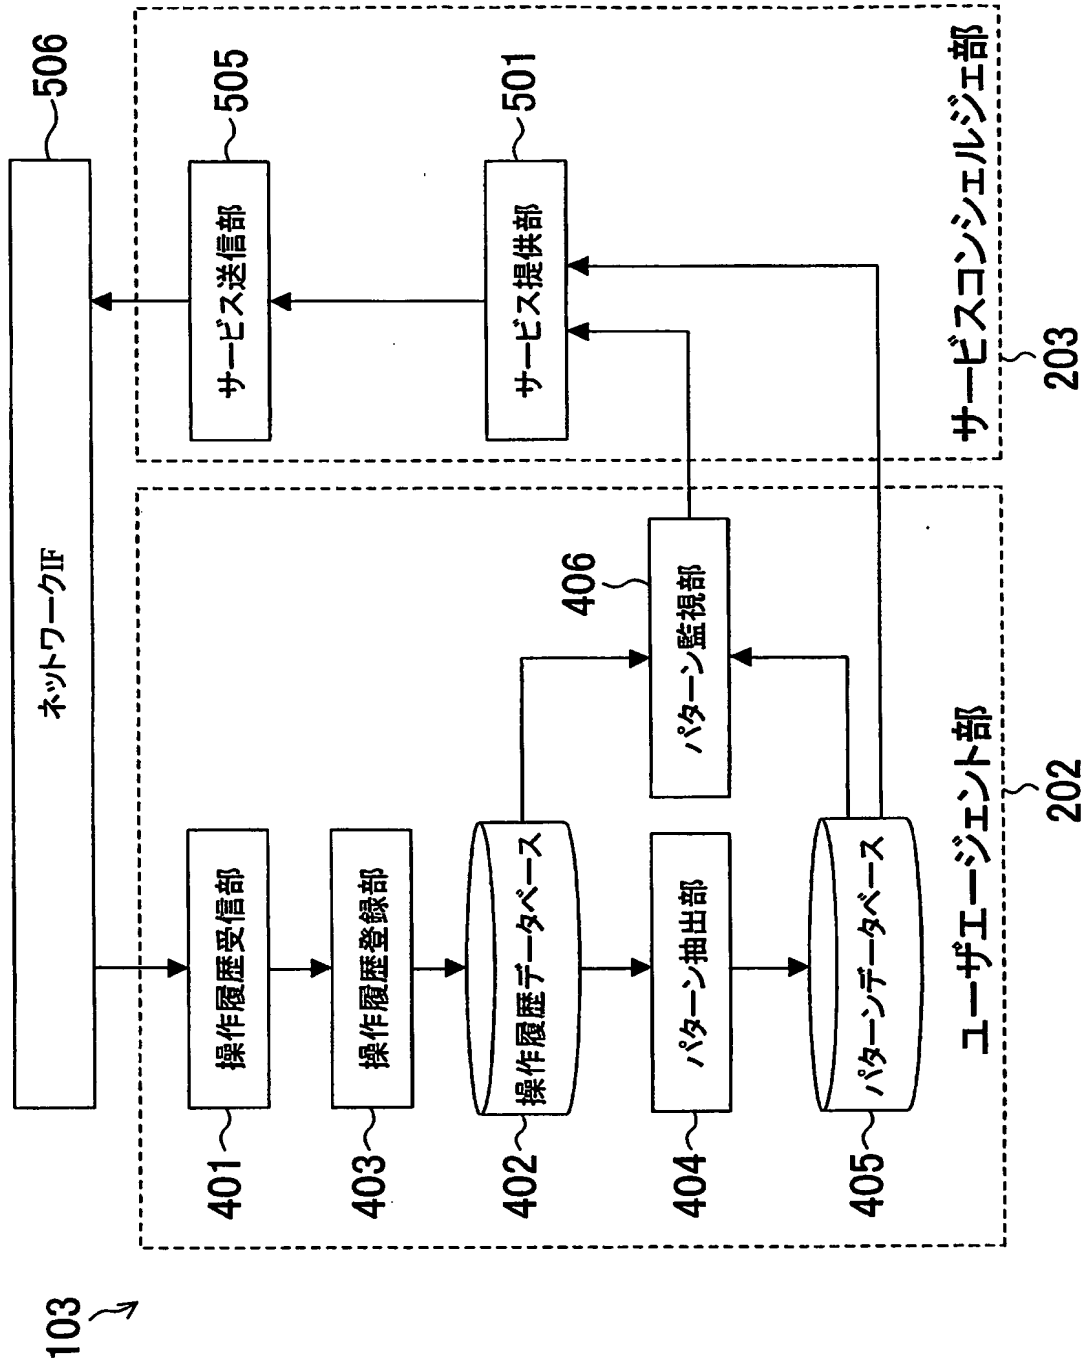 103
506
ネットワークIF
401
操作履歴受信部
403
操作履歴登録部
402
操作履歴データベース
404
パターン抽出部
405
パターンデータベース
406
パターン監視部
ユーザエージェント部
202
505
サービス送信部
501
サービス提供部
サービスコンシェルジェ部
203